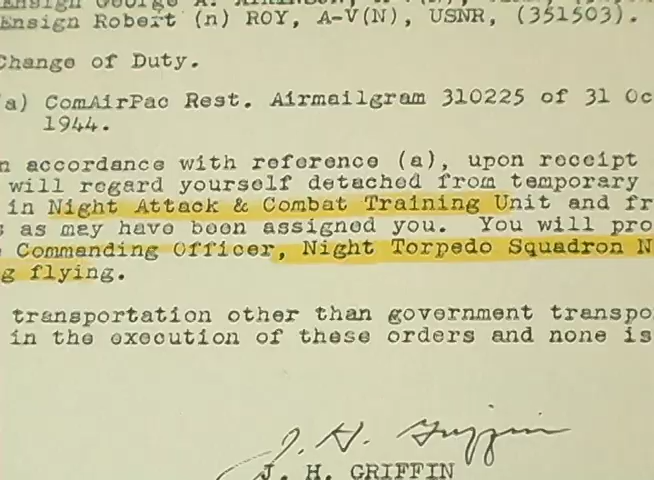 Ensign George A.
Ensign Robert (n) ROY, A-V(N), USNR, (351503).
Change of Duty.
a) ComAirPac Rest. Airmailgram 310225 of 31 Oc
1944.
n accordance with reference (a), upon receipt
will regard yourself detached from temporary
in Night Attack & Combat Training Unit and fr
s as may have been assigned you. You will pro
Commanding Officer, Night Torpedo Squadron N
g flying.
transportation other than government transpo
in the execution of these orders and none is
J. H. Griffin
J. H. GRIFFIN